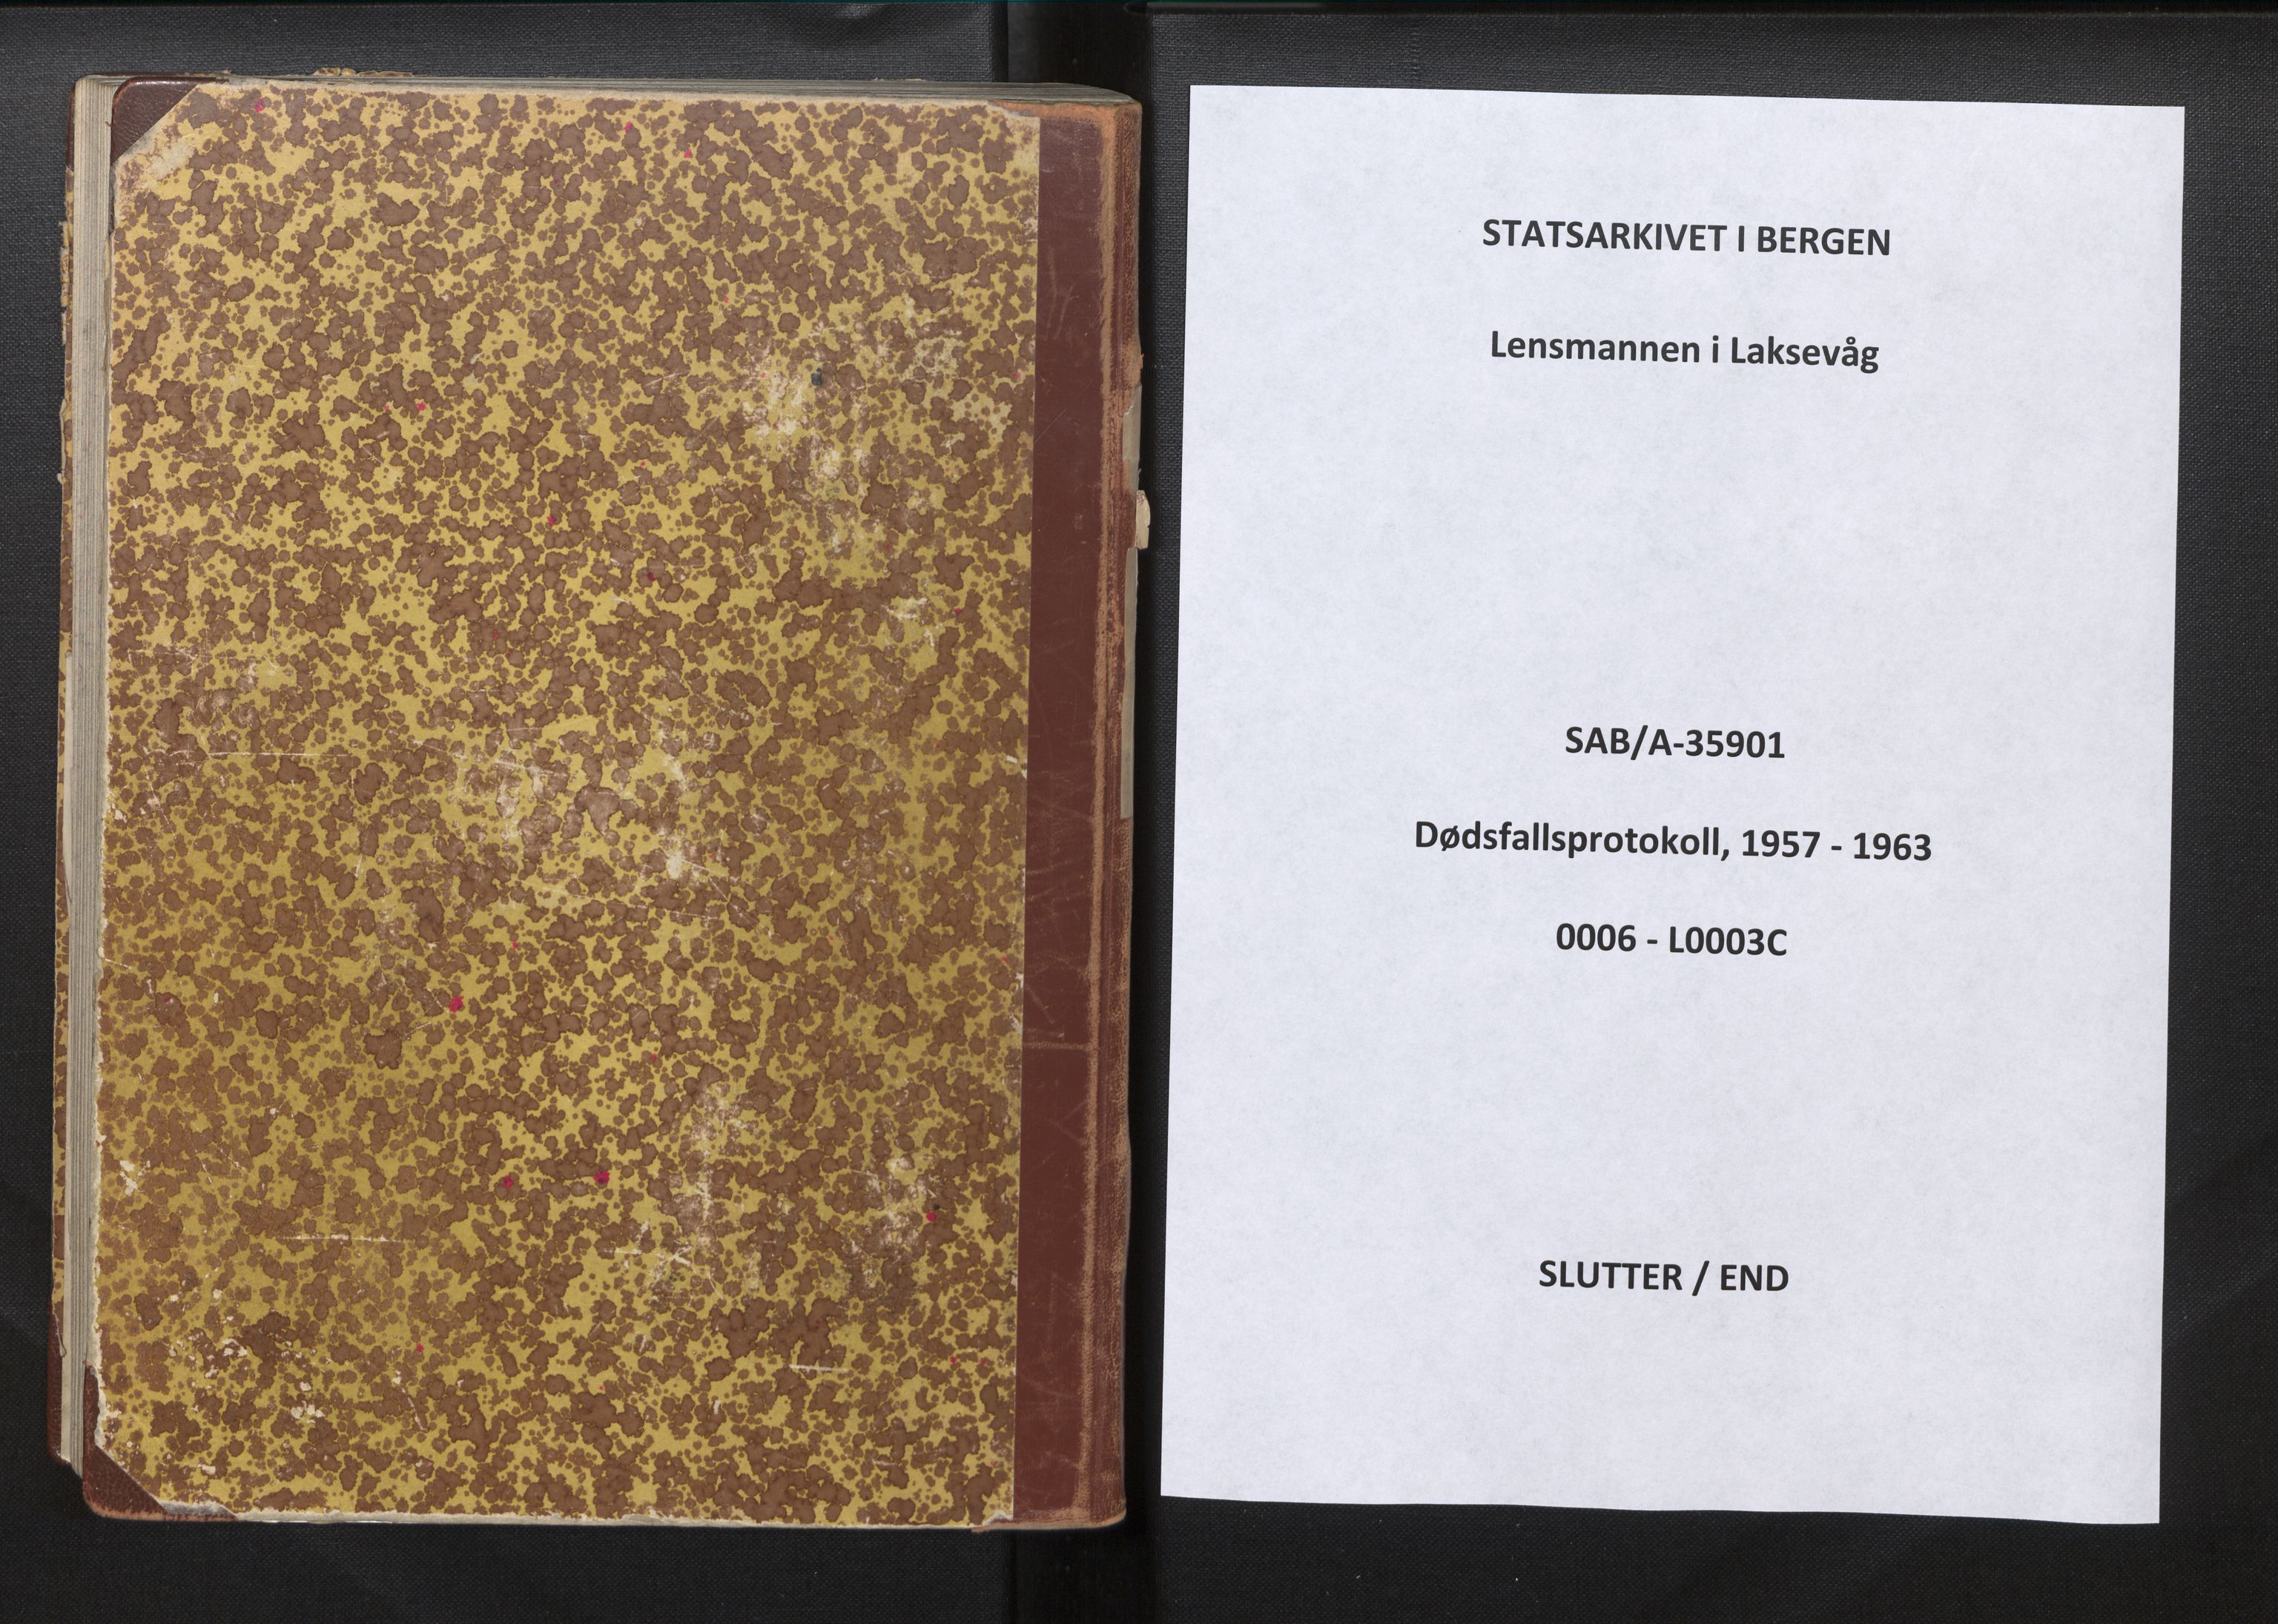 STATSARKIVET I BERGEN
Lensmannen i Laksevåg
SAB/A-35901
Dødsfallsprotokoll, 1957 - 1963
0006 - L0003C
SLUTTER / END